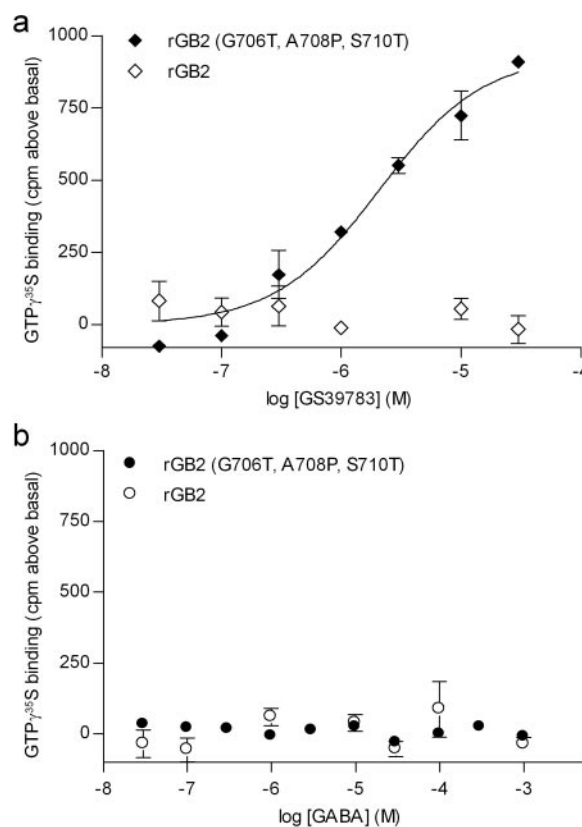 a
1000
750
500
250
0
GTPγ³⁵S binding (cpm above basal)
rGB2 (G706T, A708P, S710T)
rGB2
-8 -7 -6 -5 -4
log [GS39783] (M)
b
1000
750
500
250
0
GTPγ³⁵S binding (cpm above basal)
rGB2 (G706T, A708P, S710T)
rGB2
-8 -7 -6 -5 -4 -3
log [GABA] (M)